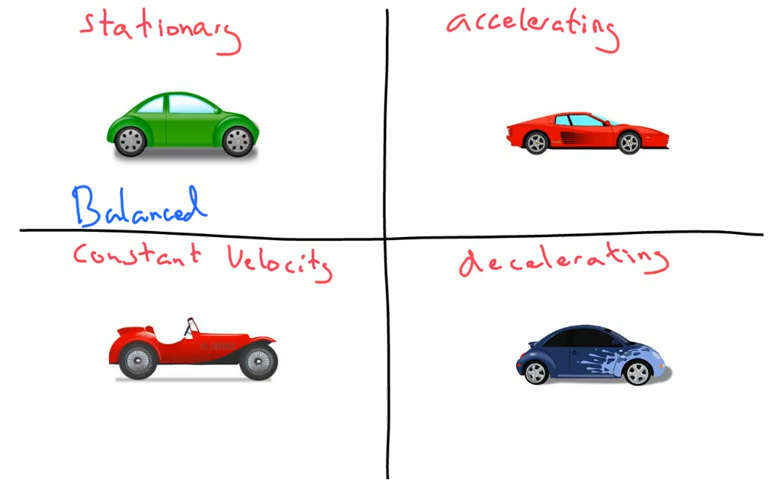 stationary
accelerating
Balanced
constant velocity
decelerating